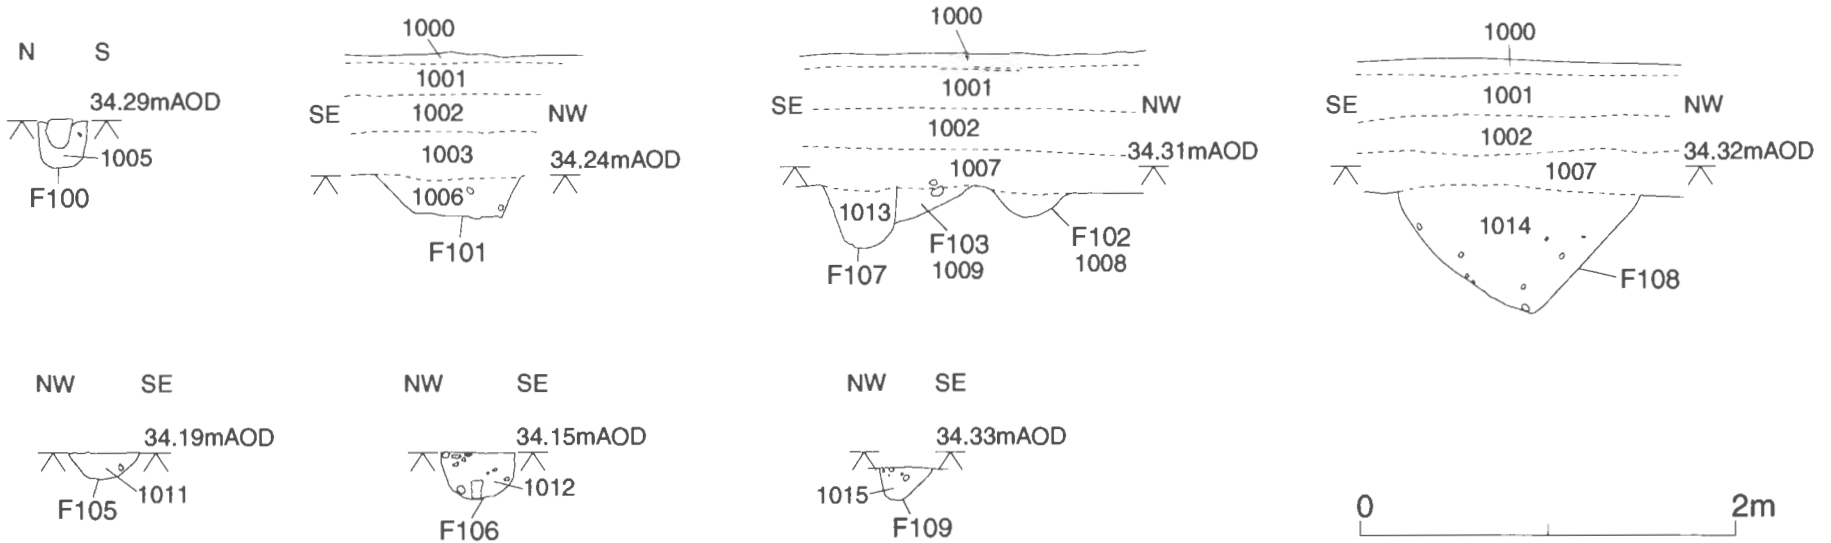 N S
34.29mAOD
1005
F100
1000
1001
SE 1002 NW
1003 34.24mAOD
1006
F101
1000
1001
SE NW
1002
34.31mAOD
1007
1013
F103 F102
1009 1008
F107
1000
1001
SE NW
1002
34.32mAOD
1007
1014
F108
NW SE
34.19mAOD
1011
F105
NW SE
34.15mAOD
1012
F106
NW SE
34.33mAOD
1015
F109
0 2m